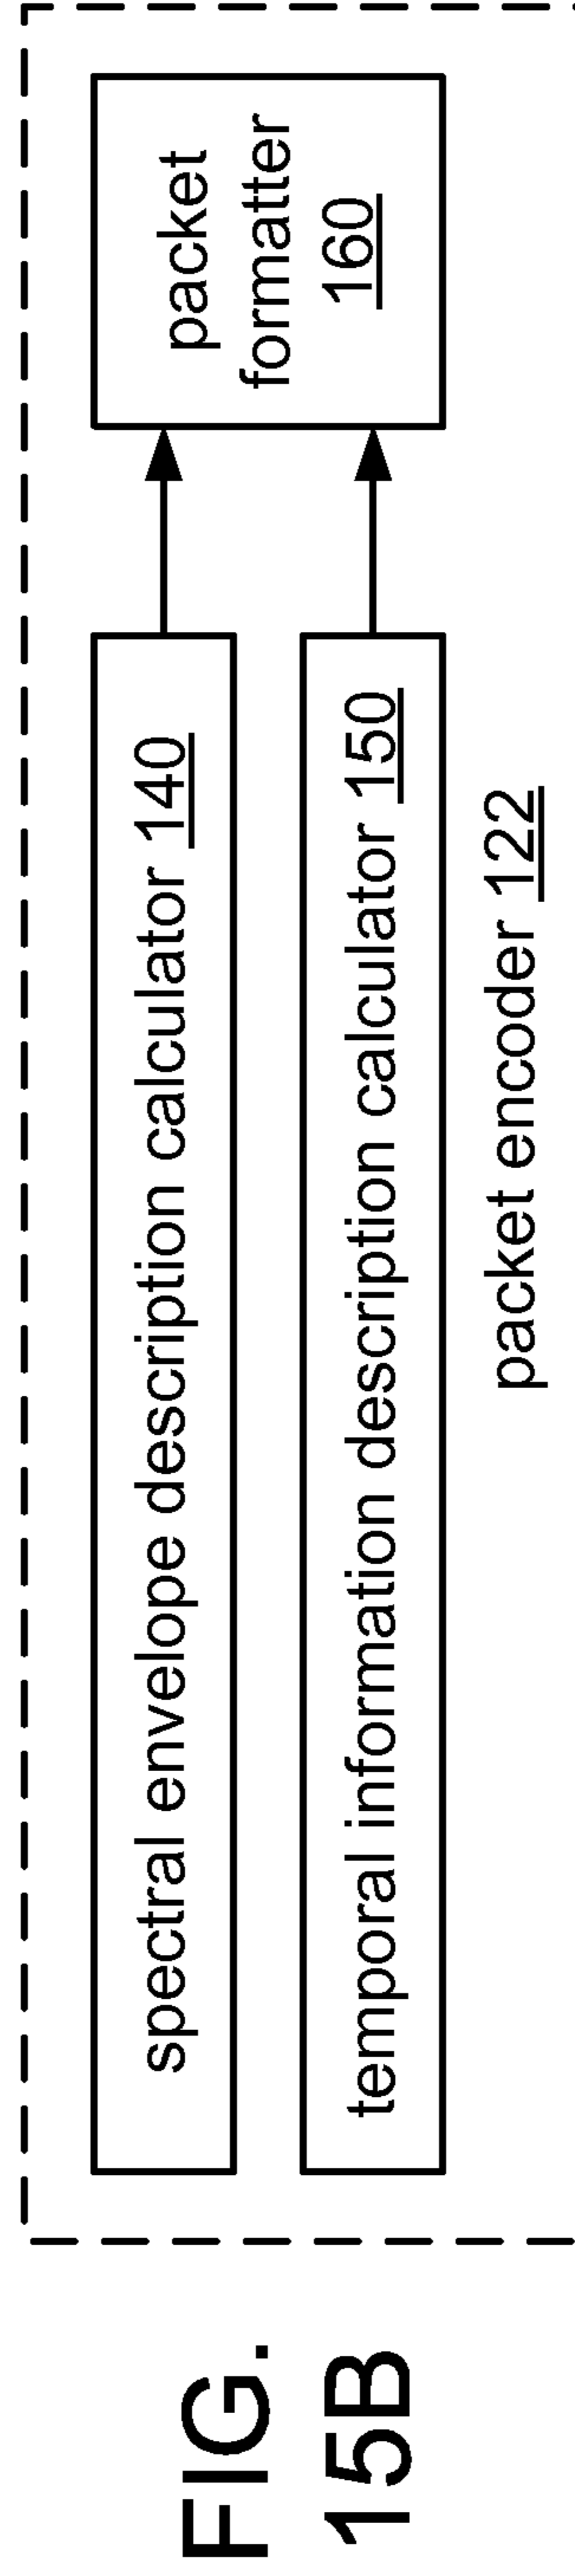 FIG.
15B
spectral envelope description calculator 140
temporal information description calculator 150
packet
formatter
160
packet encoder 122